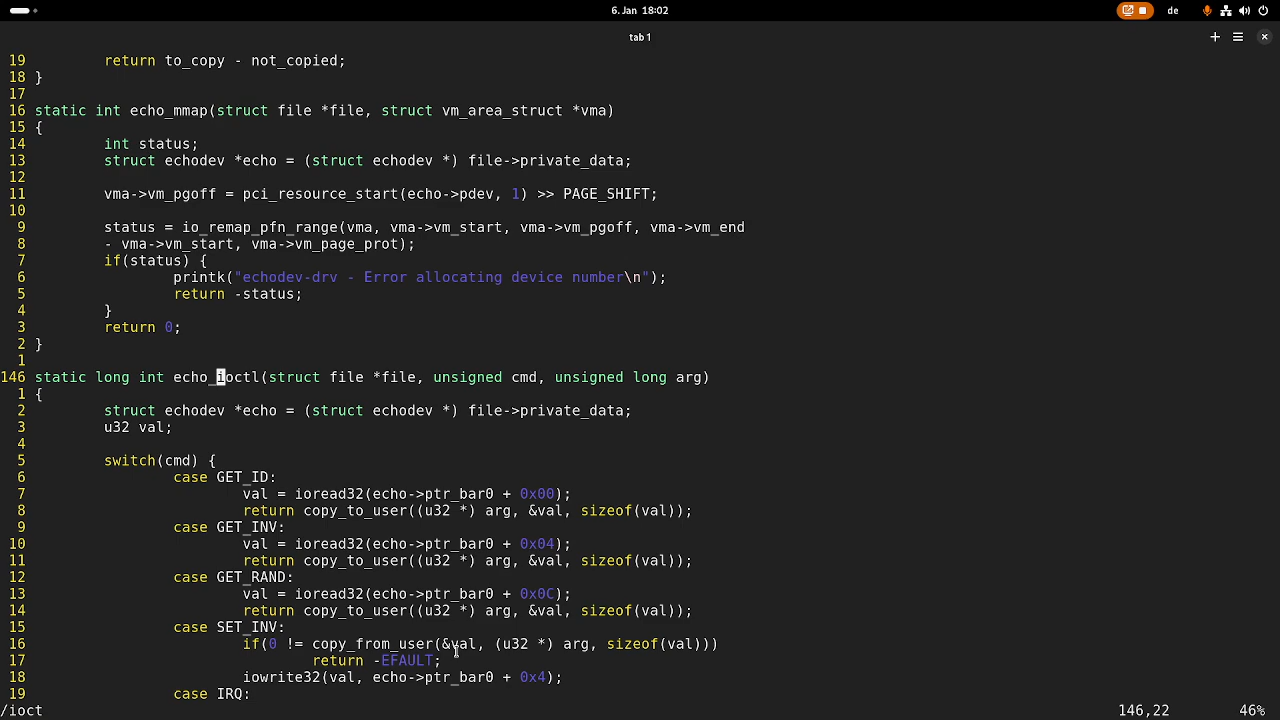 6. Jan 18:02
de
tab 1
19 return to_copy - not_copied;
18 }
17
16 static int echo_mmap(struct file *file, struct vm_area_struct *vma)
15 {
14 int status;
13 struct echodev *echo = (struct echodev *) file->private_data;
12
11 vma->vm_pgoff = pci_resource_start(echo->pdev, 1) >> PAGE_SHIFT;
10
9 status = io_remap_pfn_range(vma, vma->vm_start, vma->vm_pgoff, vma->vm_end
8 - vma->vm_start, vma->vm_page_prot);
7 if(status) {
6 printk("echodev-drv - Error allocating device number\n");
5 return -status;
4 }
3 return 0;
2 }
1
146 static long int echo_ioctl(struct file *file, unsigned cmd, unsigned long arg)
1 {
2 struct echodev *echo = (struct echodev *) file->private_data;
3 u32 val;
4
5 switch(cmd) {
6 case GET_ID:
7 val = ioread32(echo->ptr_bar0 + 0x00);
8 return copy_to_user((u32 *) arg, &val, sizeof(val));
9 case GET_INV:
10 val = ioread32(echo->ptr_bar0 + 0x04);
11 return copy_to_user((u32 *) arg, &val, sizeof(val));
12 case GET_RAND:
13 val = ioread32(echo->ptr_bar0 + 0x0C);
14 return copy_to_user((u32 *) arg, &val, sizeof(val));
15 case SET_INV:
16 if(0 != copy_from_user(&val, (u32 *) arg, sizeof(val)))
17 return -EFAULT;
18 iowrite32(val, echo->ptr_bar0 + 0x4);
19 case IRQ:
/ioct 146,22 46%